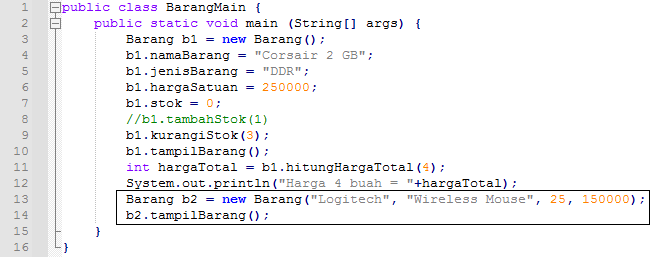 1 public class BarangMain {
2 public static void main (String[] args) {
3 Barang b1 = new Barang();
4 b1.namaBarang = "Corsair 2 GB";
5 b1.jenisBarang = "DDR";
6 b1.hargaSatuan = 250000;
7 b1.stok = 0;
8 //b1.tambahStok(1)
9 b1.kurangiStok(3);
10 b1.tampilBarang();
11 int hargaTotal = b1.hitungHargaTotal(4);
12 System.out.println("Harga 4 buah = "+hargaTotal);
13 Barang b2 = new Barang("Logitech", "Wireless Mouse", 25, 150000);
14 b2.tampilBarang();
15 }
16 }